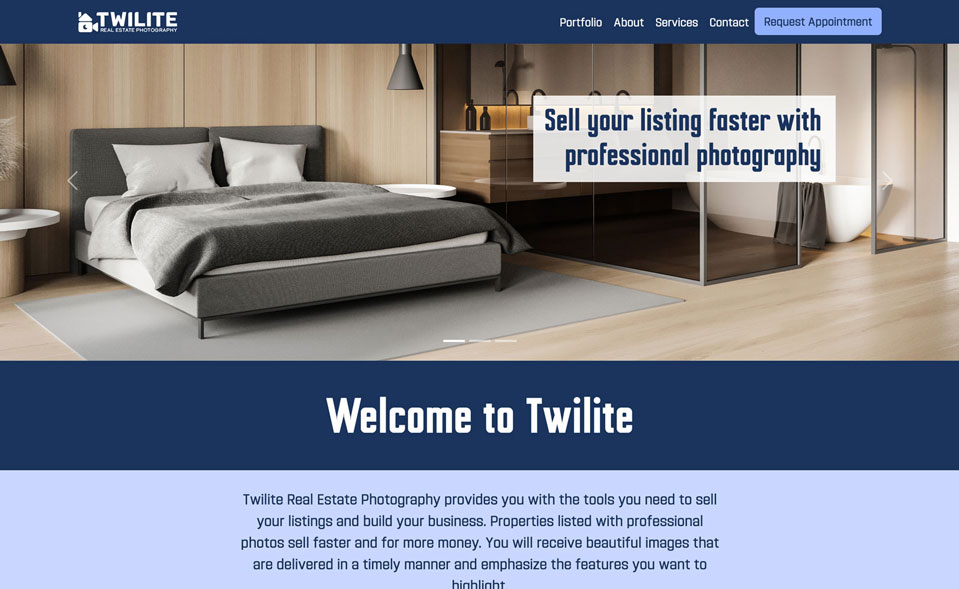 TWILITE
REAL ESTATE PHOTOGRAPHY
Portfolio About Services Contact Request Appointment
Sell your listing faster with
professional photography
Welcome to Twilite
Twilite Real Estate Photography provides you with the tools you need to sell
your listings and build your business. Properties listed with professional
photos sell faster and for more money. You will receive beautiful images that
are delivered in a timely manner and emphasize the features you want to
highlight.